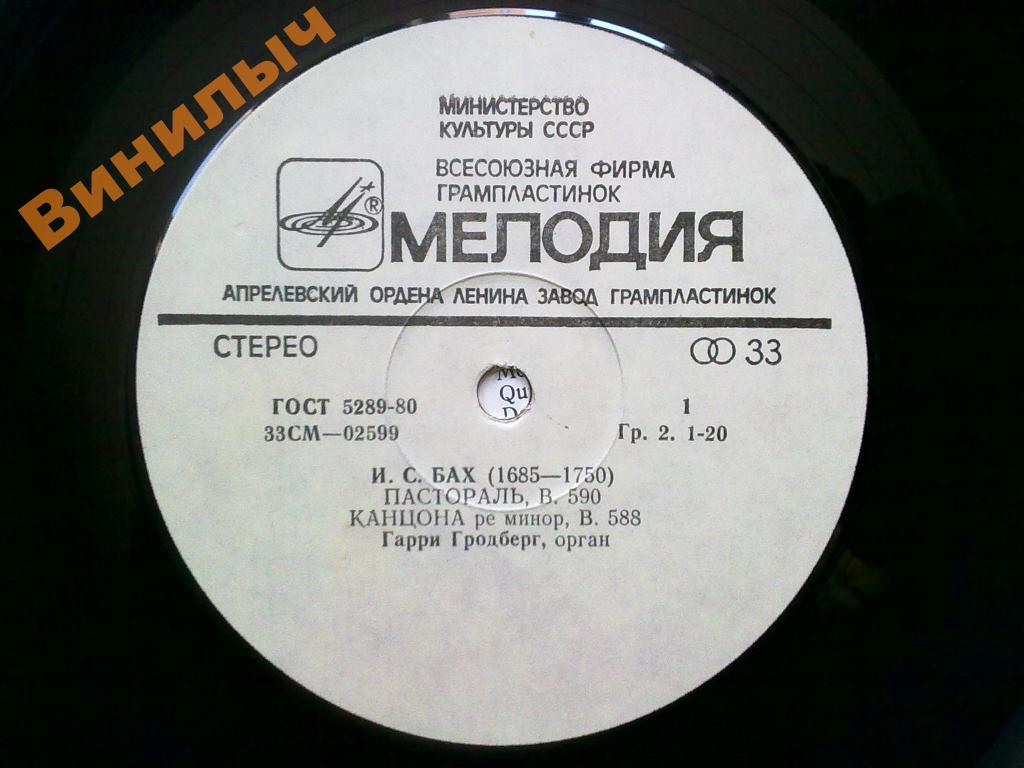 Винилыч
МИНИСТЕРСТВО
КУЛЬТУРЫ СССР
ВСЕСОЮЗНАЯ ФИРМА
ГРАМПЛАСТИНОК
® МЕЛОДИЯ
АПРЕЛЕВСКИЙ ОРДЕНА ЛЕНИНА ЗАВОД ГРАМПЛАСТИНОК
СТЕРЕО 33
ГОСТ 5289-80 1
33СМ—02599 Гр. 2. 1-20
Qu
И. С. БАХ (1685—1750)
ПАСТОРАЛЬ, В. 590
КАНЦОНА ре минор, В. 588
Гарри Гродберг, орган